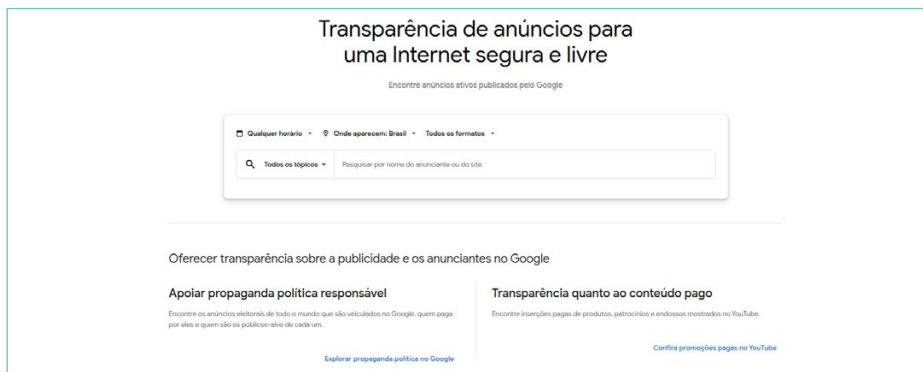 Transparência de anúncios para
uma Internet segura e livre
Encontre anúncios ativos publicados pelo Google
Qualquer horário
Onde aparecem: Brasil
Todos os formatos
Todos os tópicos
Pesquisar por nome do anunciante ou do site
Oferecer transparência sobre a publicidade e os anunciantes no Google
Apoiar propaganda política responsável
Encontre os anúncios eleitorais de todo o mundo que são veiculados no Google, quem paga
por eles e quem são os públicos-alvo de cada um.
Explorar propaganda política no Google
Transparência quanto ao conteúdo pago
Encontre inserções pagas de produtos, patrocínios e endossos mostrados no YouTube.
Confira promoções pagas no YouTube